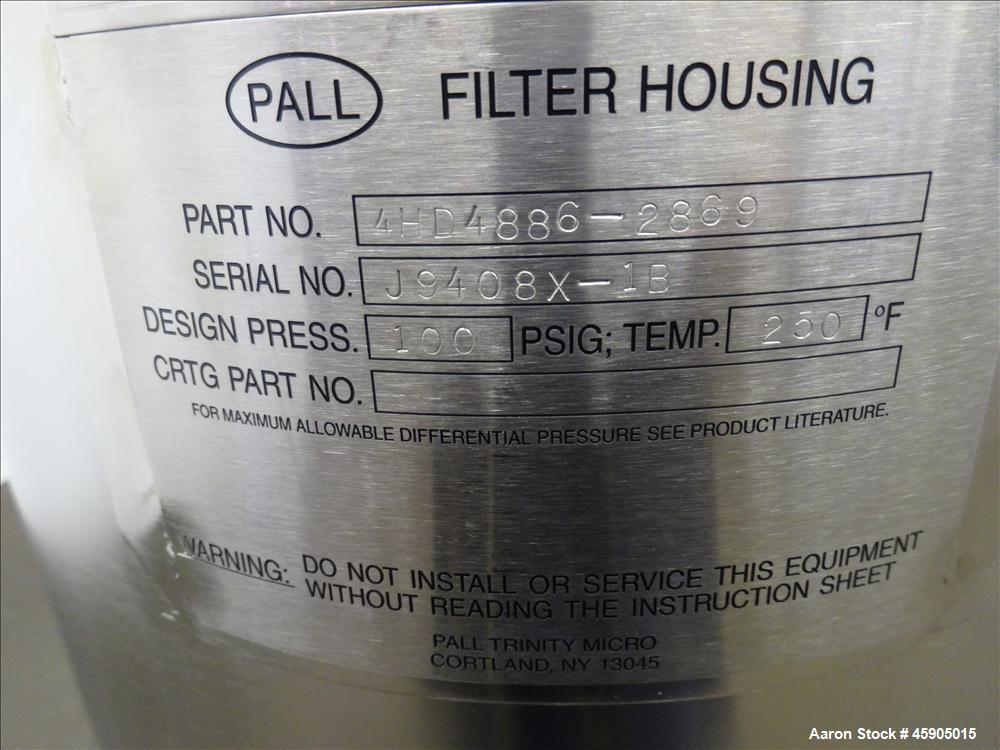 PALL FILTER HOUSING
PART NO. 4HD4886-2869
SERIAL NO. J9408X-1B
DESIGN PRESS. 100 PSIG; TEMP. 250 ºF
CRTG PART NO.
FOR MAXIMUM ALLOWABLE DIFFERENTIAL PRESSURE SEE PRODUCT LITERATURE.
WARNING: DO NOT INSTALL OR SERVICE THIS EQUIPMENT
WITHOUT READING THE INSTRUCTION SHEET
PALL TRINITY MICRO
CORTLAND, NY 13045
Aaron Stock # 45905015